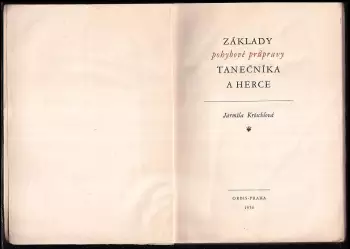 ZÁKLADY
pohybové průpravy
TANEČNÍKA
A HERCE
Jarmila Kröschlová
ORBIS-PRAHA
1956